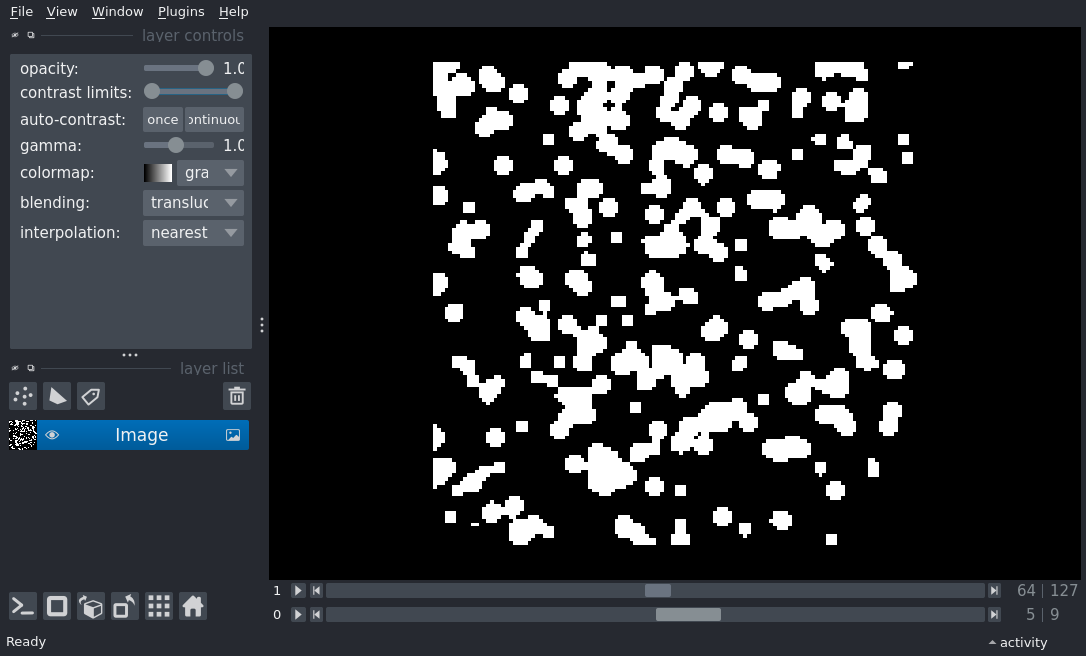 File View Window Plugins Help
layer controls
opacity: 1.0
contrast limits:
auto-contrast: once ontinuou
gamma: 1.0
colormap: gra
blending: transluc
interpolation: nearest
layer list
Image
1 64 | 127
0 5 | 9
Ready activity